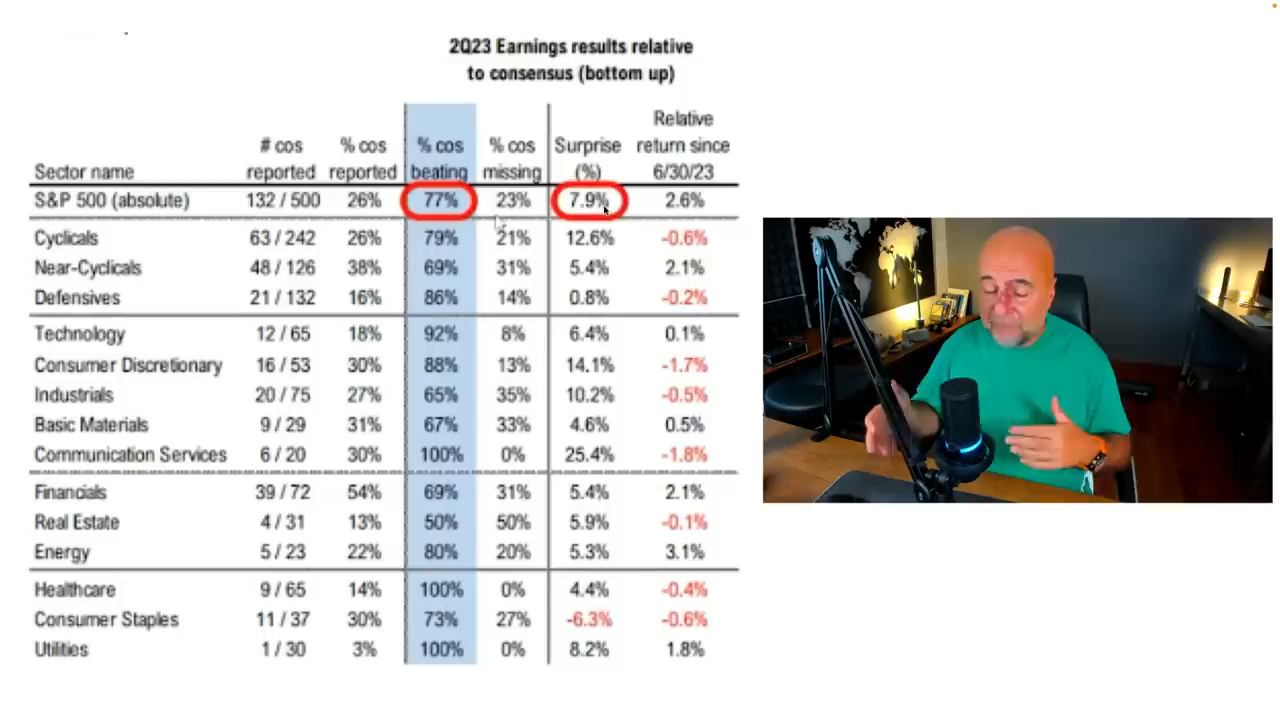 2Q23 Earnings results relative
to consensus (bottom up)
Relative
# cos % cos % cos % cos Surprise return since
Sector name reported reported beating missing (%) 6/30/23
S&P 500 (absolute) 132 / 500 26% 77% 23% 7.9% 2.6%
Cyclicals 63 / 242 26% 79% 21% 12.6% -0.6%
Near-Cyclicals 48 / 126 38% 69% 31% 5.4% 2.1%
Defensives 21 / 132 16% 86% 14% 0.8% -0.2%
Technology 12 / 65 18% 92% 8% 6.4% 0.1%
Consumer Discretionary 16 / 53 30% 88% 13% 14.1% -1.7%
Industrials 20 / 75 27% 65% 35% 10.2% -0.5%
Basic Materials 9 / 29 31% 67% 33% 4.6% 0.5%
Communication Services 6 / 20 30% 100% 0% 25.4% -1.8%
Financials 39 / 72 54% 69% 31% 5.4% 2.1%
Real Estate 4 / 31 13% 50% 50% 5.9% -0.1%
Energy 5 / 23 22% 80% 20% 5.3% 3.1%
Healthcare 9 / 65 14% 100% 0% 4.4% -0.4%
Consumer Staples 11 / 37 30% 73% 27% -6.3% -0.6%
Utilities 1 / 30 3% 100% 0% 8.2% 1.8%